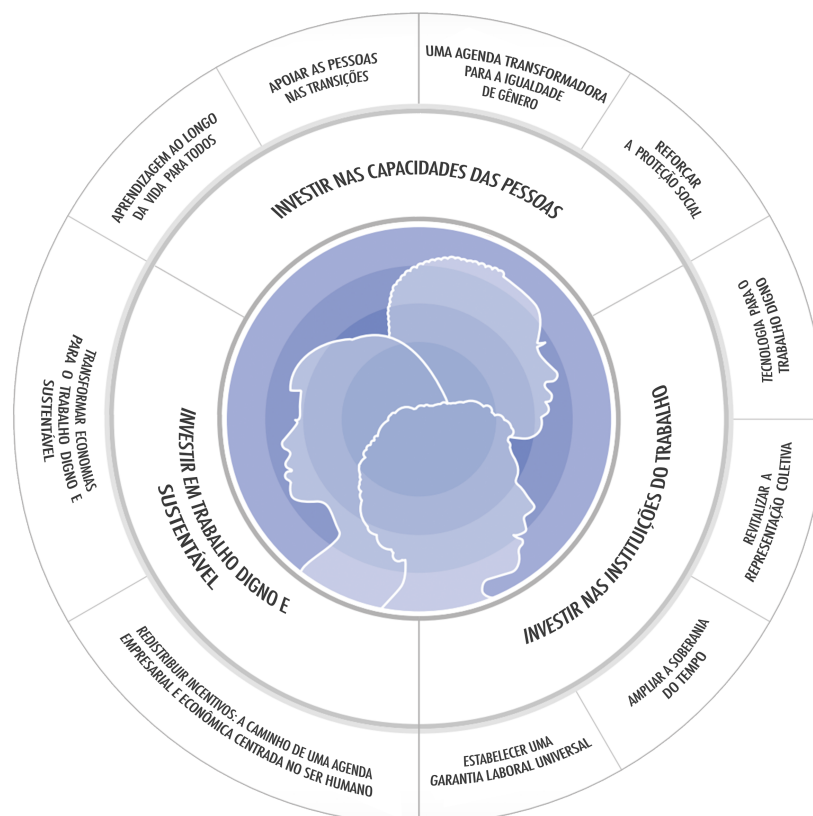 INVESTIR NAS CAPACIDADES DAS PESSOAS
APRENDIZAGEM AO LONGO
DA VIDA PARA TODOS
APOIAR AS PESSOAS
NAS TRANSIÇÕES
UMA AGENDA TRANSFORMADORA
PARA A IGUALDADE
DE GÊNERO
REFORÇAR
A PROTEÇÃO SOCIAL
INVESTIR NAS INSTITUIÇÕES DO TRABALHO
TECNOLOGIA PARA O
TRABALHO DIGNO
REVITALIZAR A
REPRESENTAÇÃO COLETIVA
AMPLIAR A SOBERANIA
DO TEMPO
ESTABELECER UMA
GARANTIA LABORAL UNIVERSAL
INVESTIR EM TRABALHO DIGNO E
SUSTENTÁVEL
REDISTRIBUIR INCENTIVOS: A CAMINHO DE UMA AGENDA
EMPRESARIAL E ECONÔMICA CENTRADA NO SER HUMANO
TRANSFORMAR ECONOMIAS
PARA O TRABALHO DIGNO E
SUSTENTÁVEL